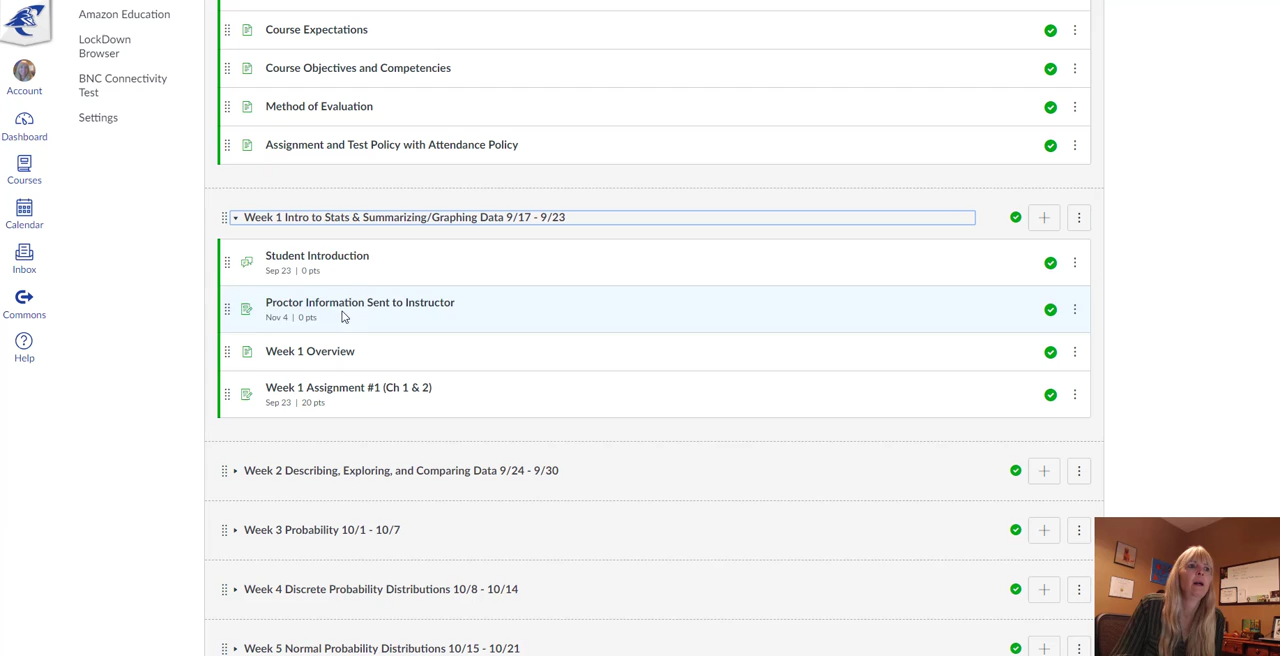 Amazon Education
LockDown
Browser
BNC Connectivity
Test
Settings
Account
Dashboard
Courses
Calendar
Inbox
Commons
Help
Course Expectations
Course Objectives and Competencies
Method of Evaluation
Assignment and Test Policy with Attendance Policy
Week 1 Intro to Stats & Summarizing/Graphing Data 9/17 - 9/23
Student Introduction
Sep 23 | 0 pts
Proctor Information Sent to Instructor
Nov 4 | 0 pts
Week 1 Overview
Week 1 Assignment #1 (Ch 1 & 2)
Sep 23 | 20 pts
Week 2 Describing, Exploring, and Comparing Data 9/24 - 9/30
Week 3 Probability 10/1 - 10/7
Week 4 Discrete Probability Distributions 10/8 - 10/14
Week 5 Normal Probability Distributions 10/15 - 10/21